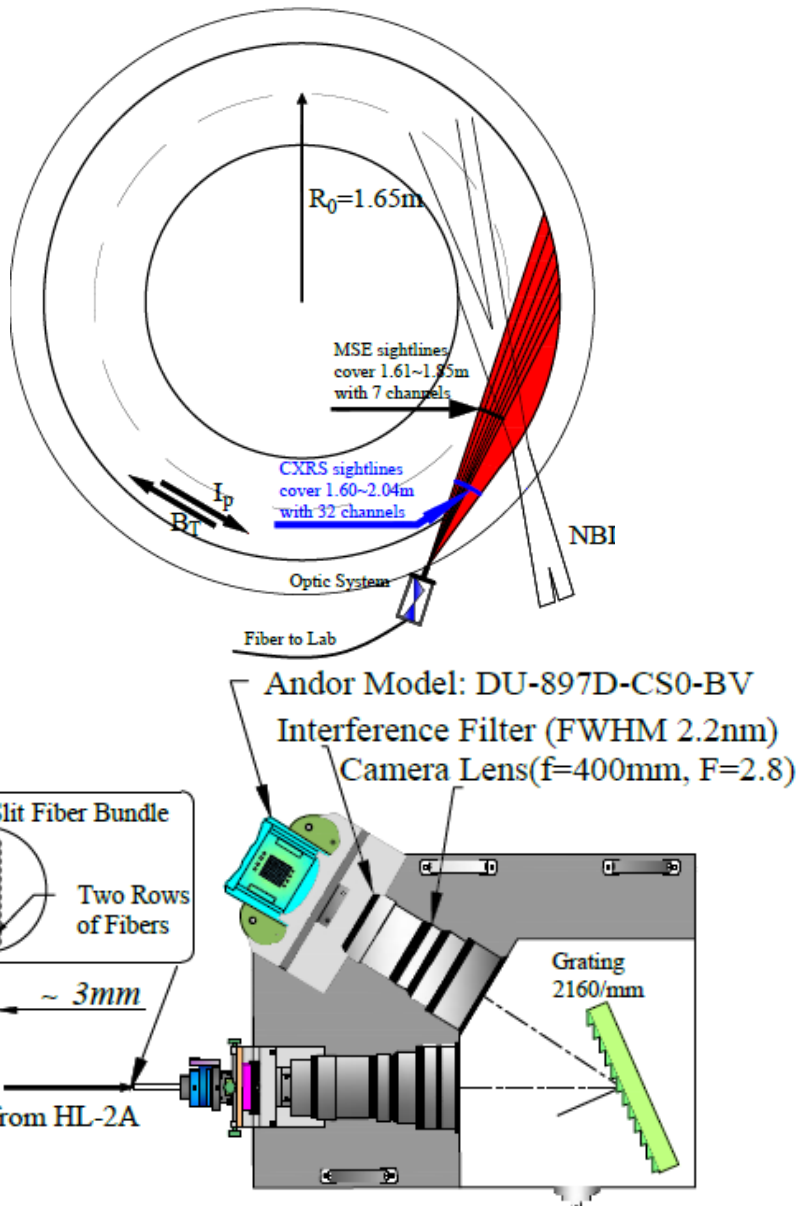 R₀=1.65m
MSE sightlines
cover 1.61~1.85m
with 7 channels
CXRS sightlines
cover 1.60~2.04m
with 32 channels
Iₚ
B_T
NBI
Optic System
Fiber to Lab
Andor Model: DU-897D-CS0-BV
Interference Filter (FWHM 2.2nm)
Camera Lens(f=400mm, F=2.8)
Slit Fiber Bundle
Two Rows
of Fibers
~ 3mm
Grating
2160/mm
from HL-2A